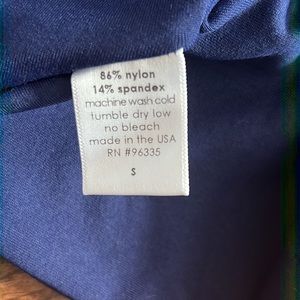 86% nylon
14% spandex
machine wash cold
tumble dry low
no bleach
made in the USA
RN #96335
S